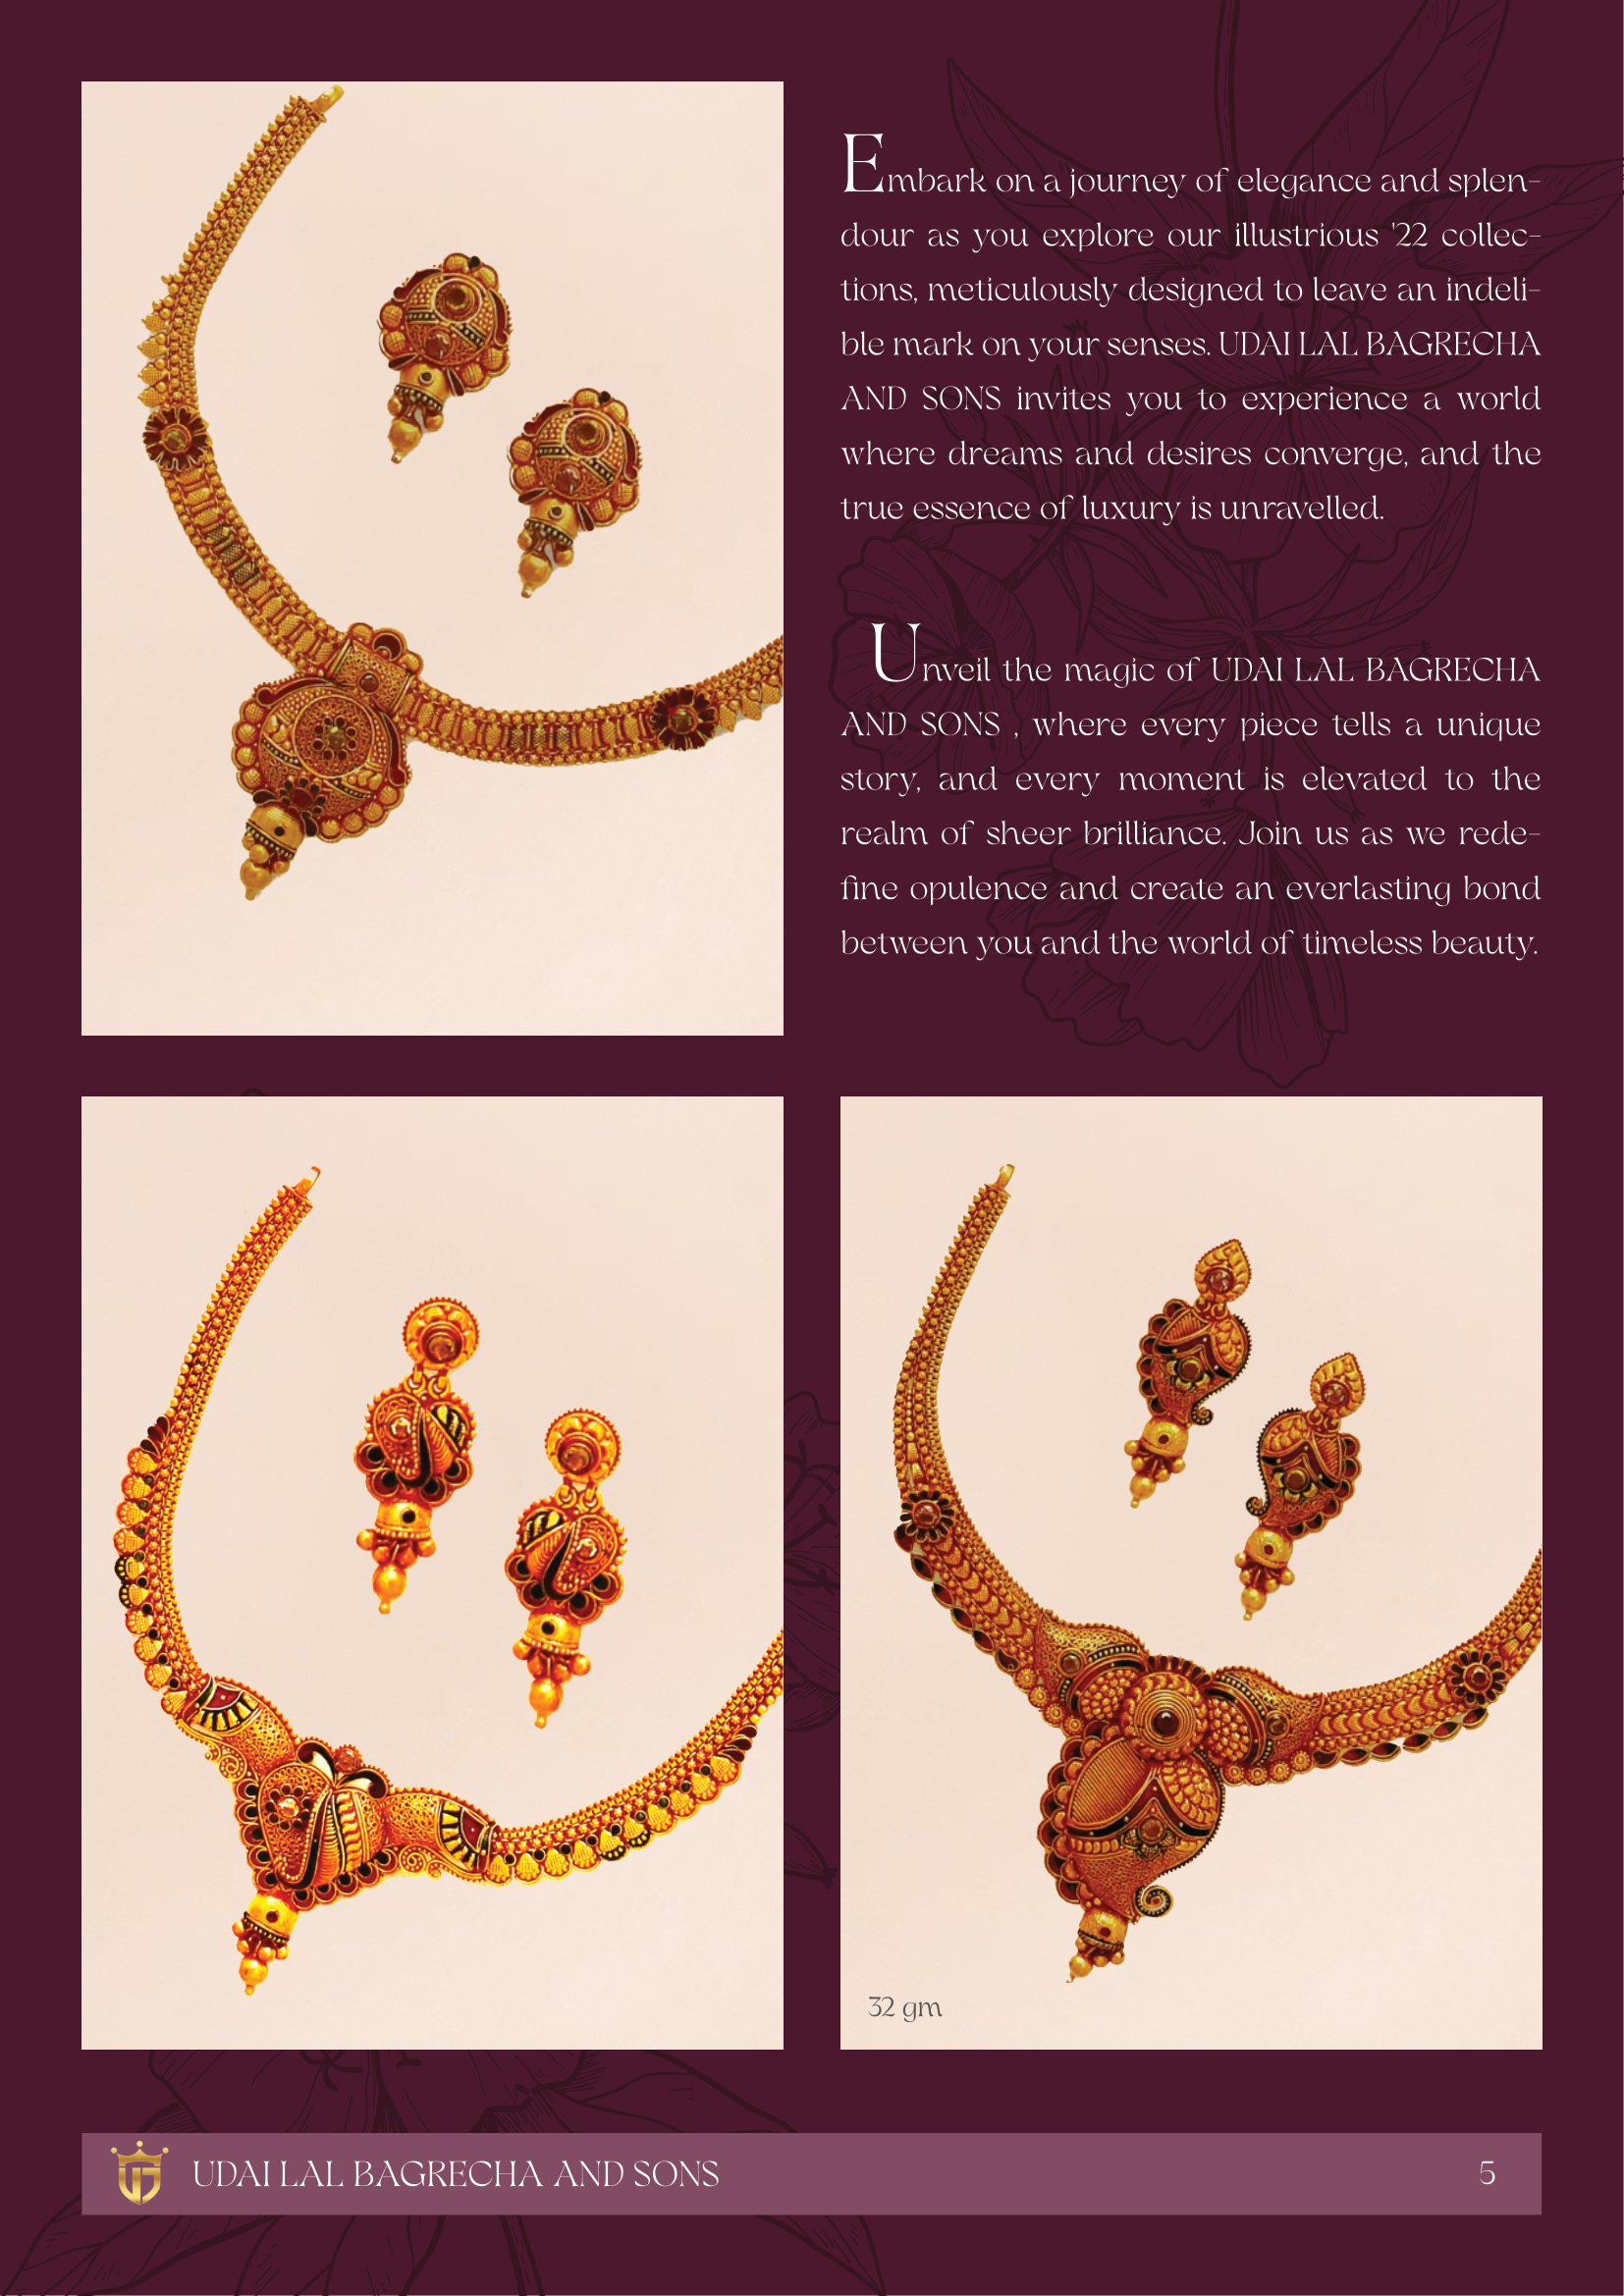 Embark on a journey of elegance and splen-
dour as you explore our illustrious '22 collec-
tions, meticulously designed to leave an indeli-
ble mark on your senses. UDAI LAL BAGRECHA
AND SONS invites you to experience a world
where dreams and desires converge, and the
true essence of luxury is unravelled.
Unveil the magic of UDAI LAL BAGRECHA
AND SONS , where every piece tells a unique
story, and every moment is elevated to the
realm of sheer brilliance. Join us as we rede-
fine opulence and create an everlasting bond
between you and the world of timeless beauty.
32 gm
UDAI LAL BAGRECHA AND SONS
5